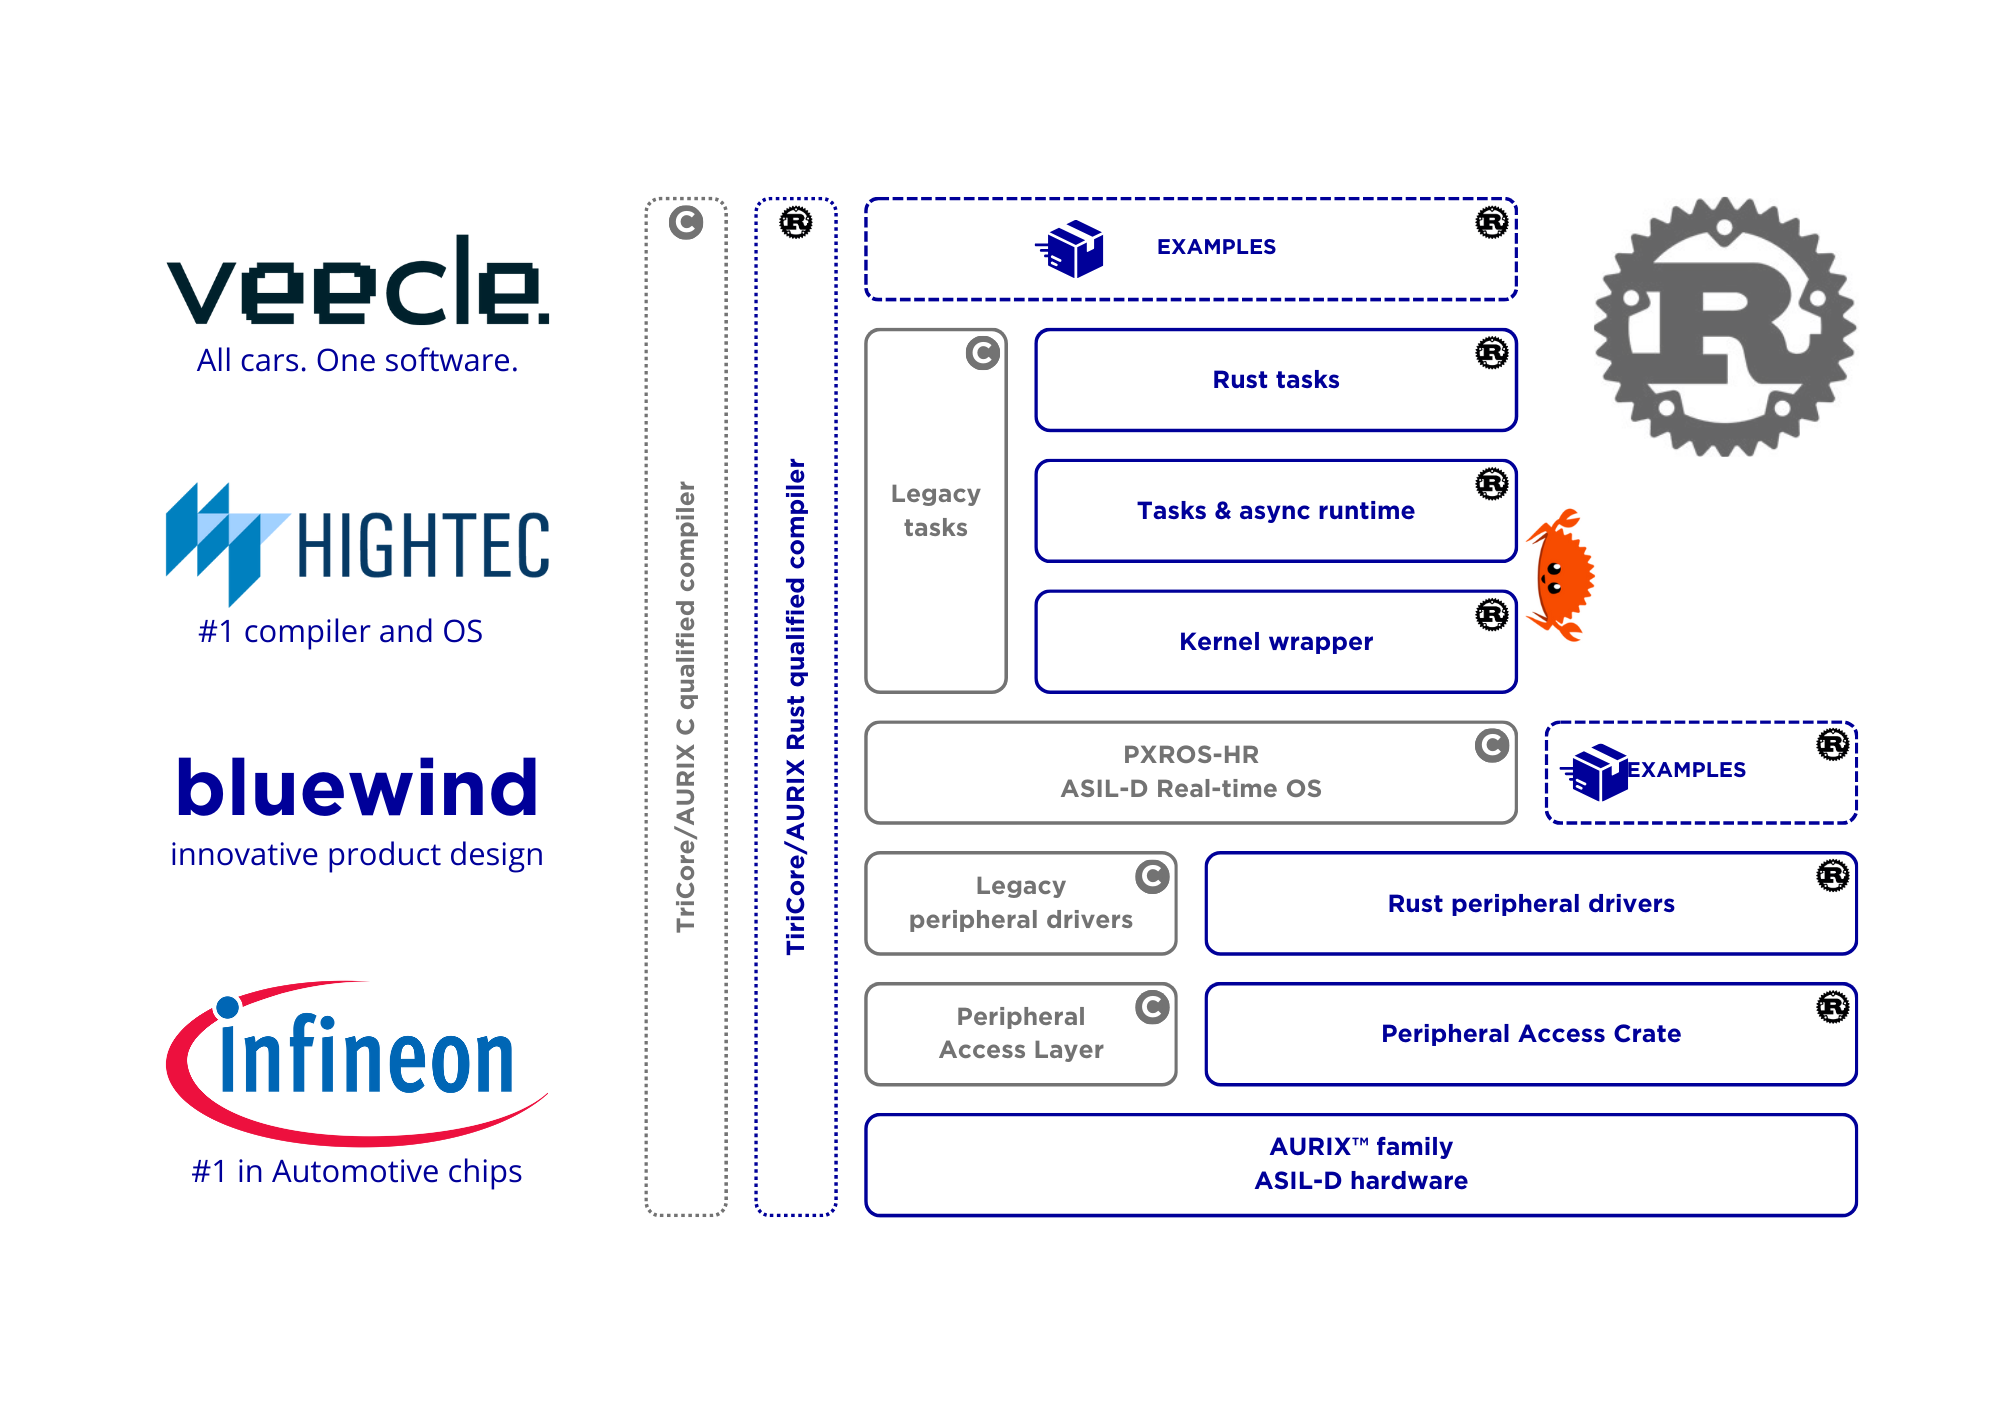 veecle.
All cars. One software.
HIGHTEC
#1 compiler and OS
bluewind
innovative product design
infineon
#1 in Automotive chips
C
TriCore/AURIX C qualified compiler
R
TiriCore/AURIX Rust qualified compiler
EXAMPLES
R
R
Legacy
tasks
C
Rust tasks
R
Tasks & async runtime
R
Kernel wrapper
R
PXROS-HR
ASIL-D Real-time OS
C
EXAMPLES
R
Legacy
peripheral drivers
C
Rust peripheral drivers
R
Peripheral
Access Layer
C
Peripheral Access Crate
R
AURIX™ family
ASIL-D hardware